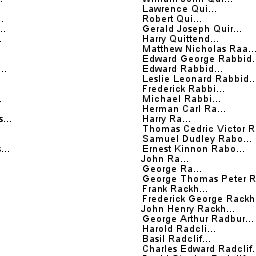 Lawrence Qui...
Robert Qui...
Gerald Joseph Quir...
Harry Quittend...
Matthew Nicholas Raa...
Edward George Rabbid.
Edward Rabbid...
Leslie Leonard Rabbid..
Frederick Rabbi...
Michael Rabbi...
Herman Carl Ra...
s... Harry Ra...
Thomas Cedric Victor R
Samuel Dudley Rabo...
s... Ernest Kinnon Rabo...
John Ra...
George Ra...
George Thomas Peter R
Frank Rackh...
Frederick George Rackh
John Henry Rackh...
George Arthur Radbur...
Harold Radcli...
Basil Radclif...
Charles Edward Radclif.